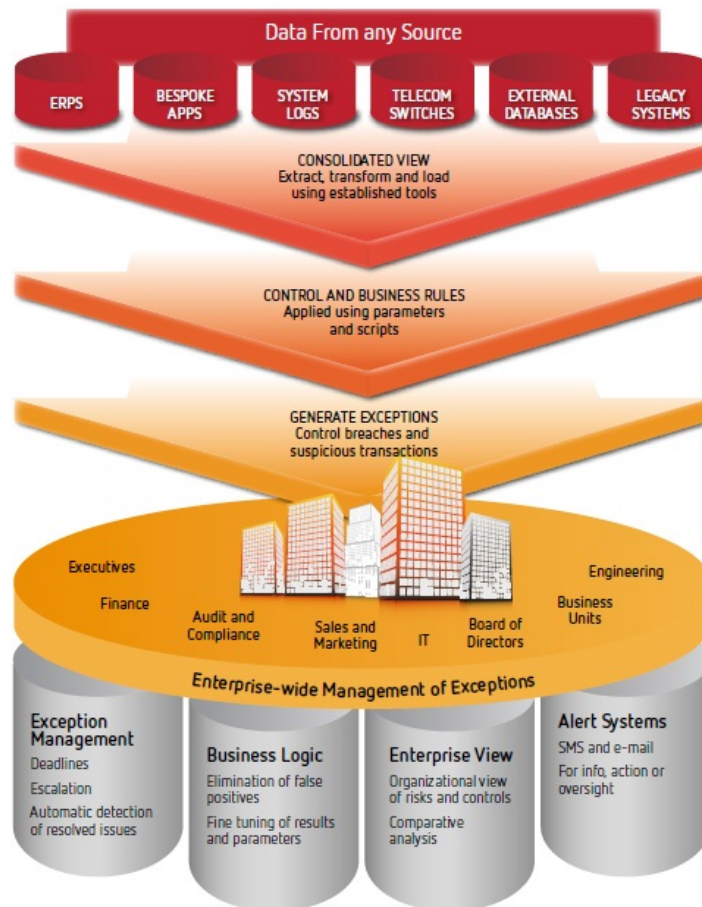 Data From any Source
ERPS
BESPOKE
APPS
SYSTEM
LOGS
TELECOM
SWITCHES
EXTERNAL
DATABASES
LEGACY
SYSTEMS
CONSOLIDATED VIEW
Extract, transform and load
using established tools
CONTROL AND BUSINESS RULES
Applied using parameters
and scripts
GENERATE EXCEPTIONS
Control breaches and
suspicious transactions
Executives
Finance
Audit and
Compliance
Sales and
Marketing
IT
Board of
Directors
Business
Units
Engineering
Enterprise-wide Management of Exceptions
Exception
Management
Deadlines
Escalation
Automatic detection
of resolved issues
Business Logic
Elimination of false
positives
Fine tuning of results
and parameters
Enterprise View
Organizational view
of risks and controls
Comparative
analysis
Alert Systems
SMS and e-mail
For info, action or
oversight